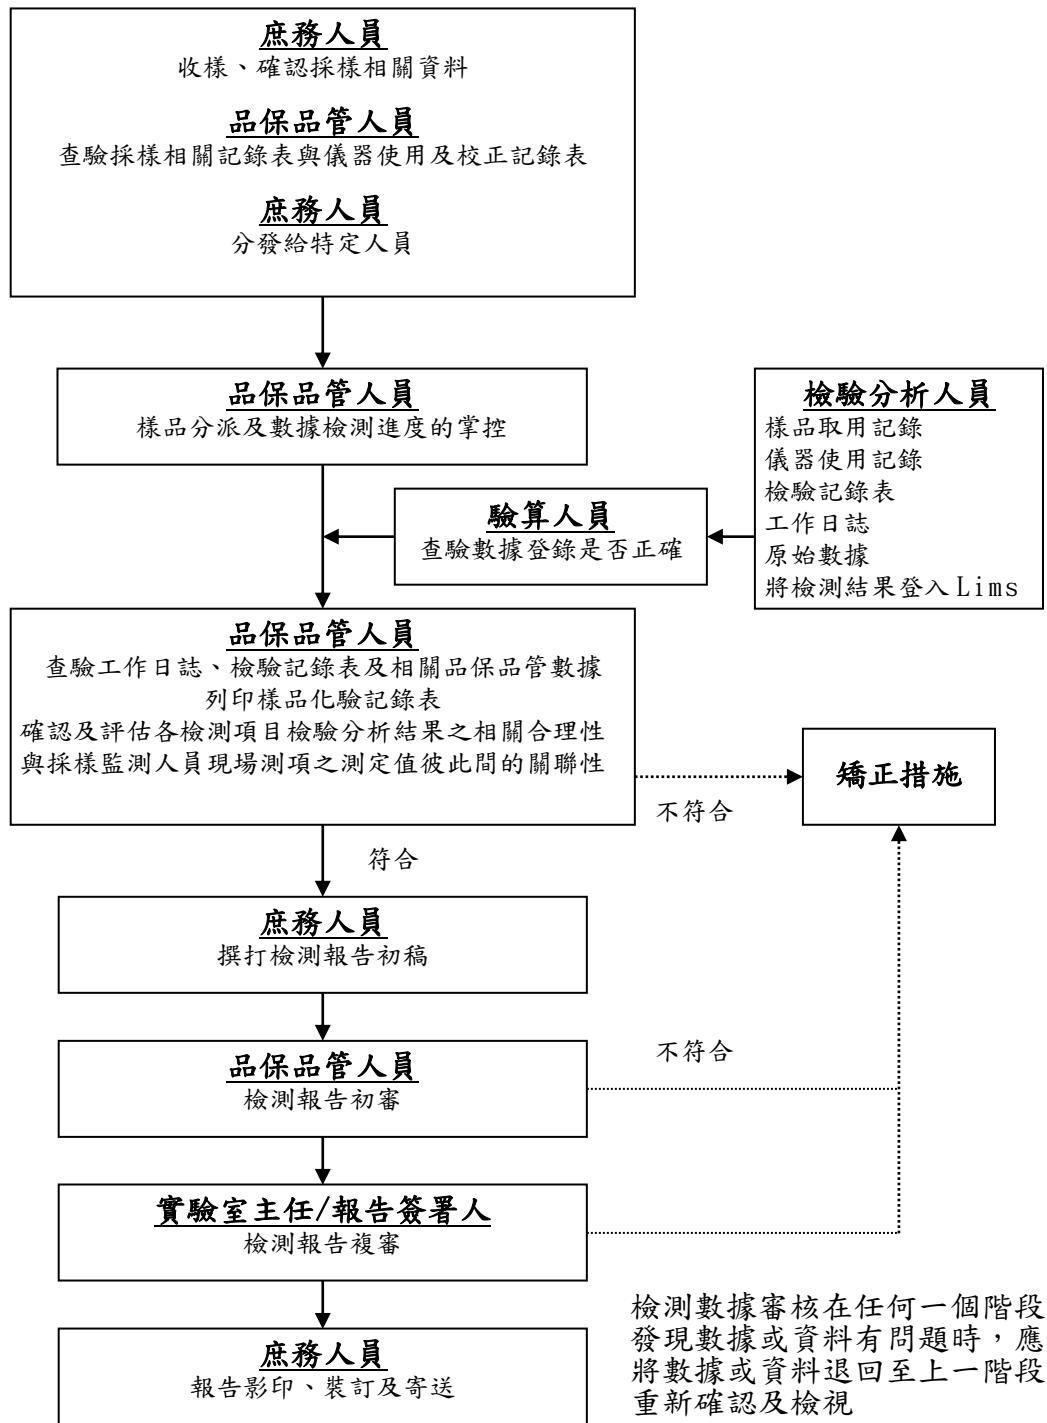 庶務人員
收樣、確認採樣相關資料
品保品管人員
查驗採樣相關記錄表與儀器使用及校正記錄表
庶務人員
分發給特定人員
品保品管人員
樣品分派及數據檢測進度的掌控
檢驗分析人員
樣品取用記錄
儀器使用記錄
檢驗記錄表
工作日誌
原始數據
將檢測結果登入Lims
驗算人員
查驗數據登錄是否正確
品保品管人員
查驗工作日誌、檢驗記錄表及相關品保品管數據
列印樣品化驗記錄表
確認及評估各檢測項目檢驗分析結果之相關合理性
與採樣監測人員現場測項之測定值彼此間的關聯性
矯正措施
不符合
符合
庶務人員
撰打檢測報告初稿
品保品管人員
檢測報告初審
不符合
實驗室主任/報告簽署人
檢測報告複審
庶務人員
報告影印、裝訂及寄送
檢測數據審核在任何一個階段
發現數據或資料有問題時，應
將數據或資料退回至上一階段
重新確認及檢視